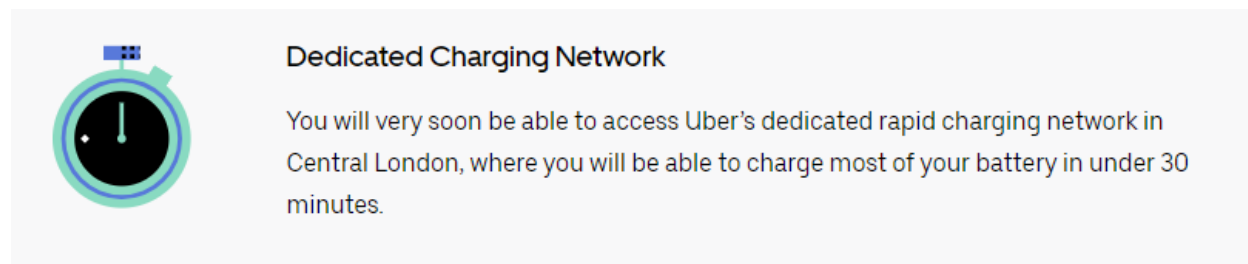 Dedicated Charging Network
You will very soon be able to access Uber’s dedicated rapid charging network in
Central London, where you will be able to charge most of your battery in under 30
minutes.